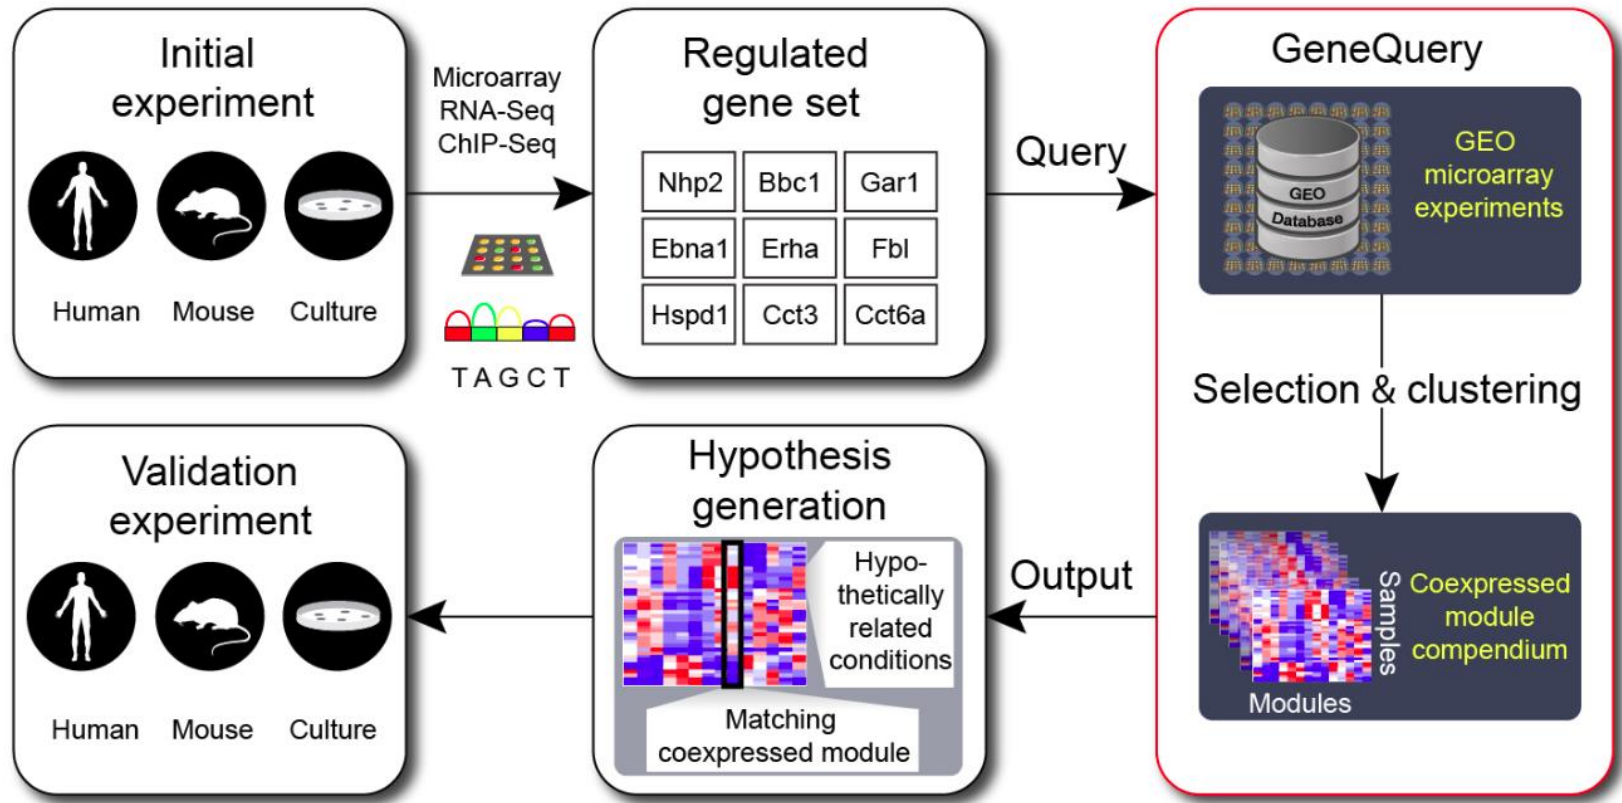 Initial
experiment
Human Mouse Culture
Microarray
RNA-Seq
ChIP-Seq
T A G C T
Regulated
gene set
Nhp2 Bbc1 Gar1
Ebna1 Erha Fbl
Hspd1 Cct3 Cct6a
Query
GeneQuery
GEO
Database
GEO
microarray
experiments
Selection & clustering
Samples
Modules
Coexpressed
module
compendium
Output
Hypothesis
generation
Hypo-
thetically
related
conditions
Matching
coexpressed module
Validation
experiment
Human Mouse Culture